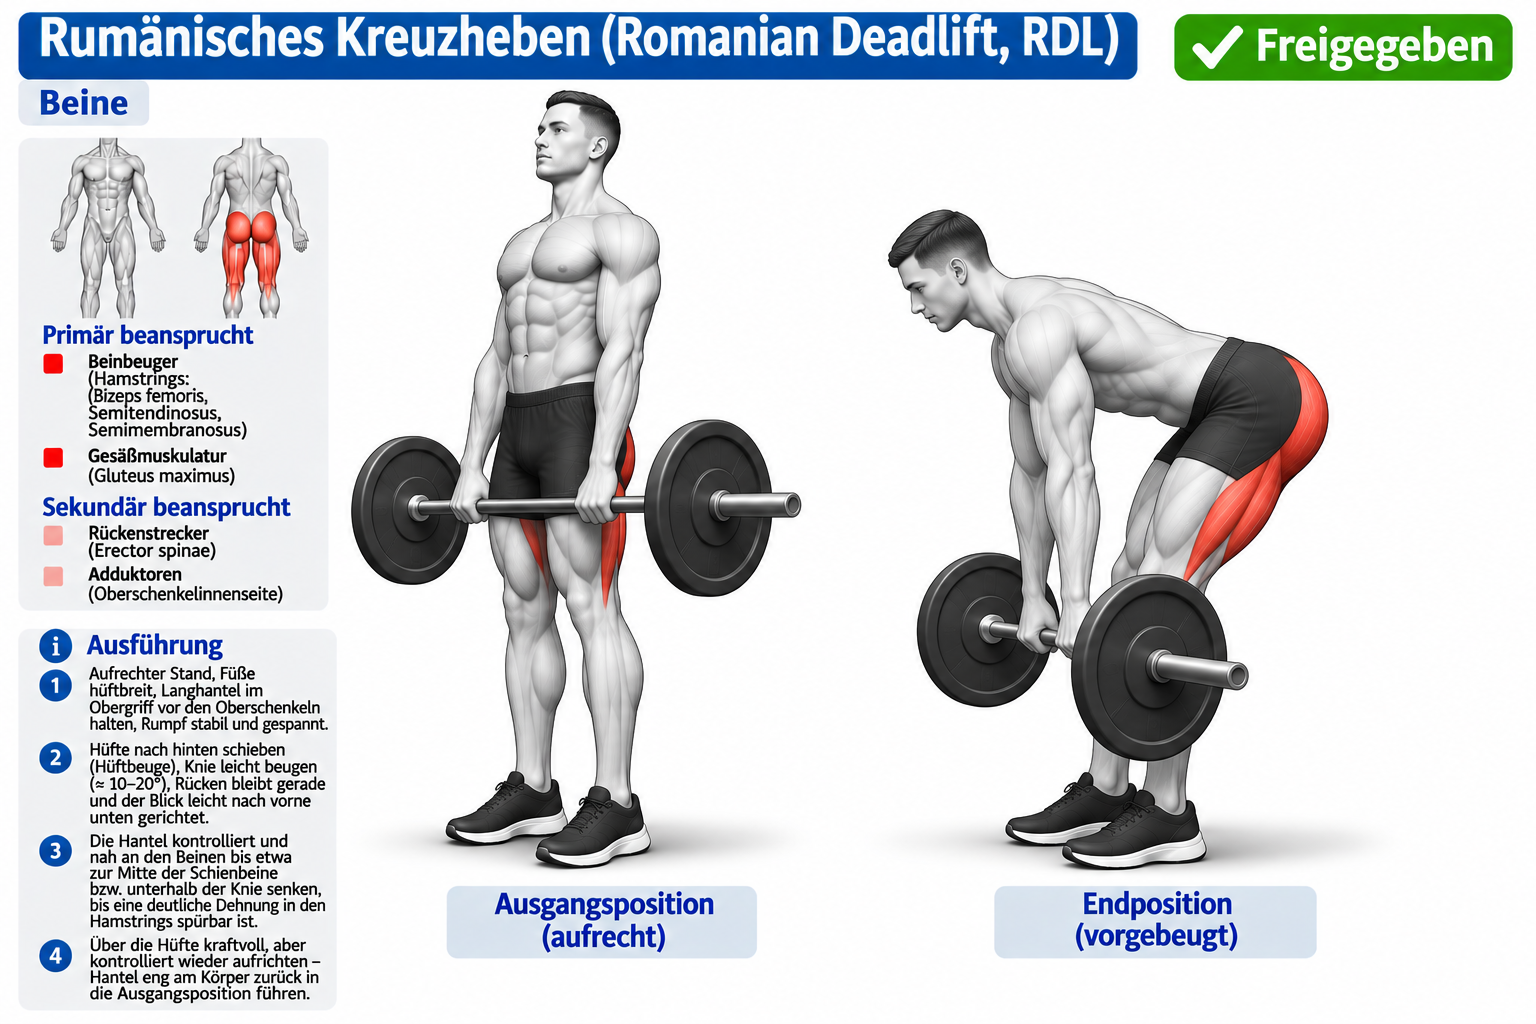 Rumänisches Kreuzheben (Romanian Deadlift, RDL)
Freigegeben
Beine
Primär beansprucht
Beinbeuger
(Hamstrings:
(Bizeps femoris,
Semitendinosus,
Semimembranosus)
Gesäßmuskulatur
(Gluteus maximus)
Sekundär beansprucht
Rückenstrecker
(Erector spinae)
Adduktoren
(Oberschenkelinnenseite)
i Ausführung
1 Aufrechter Stand, Füße
hüftbreit, Langhantel im
Obergriff vor den Oberschenkeln
halten, Rumpf stabil und gespannt.
2 Hüfte nach hinten schieben
(Hüftbeuge), Knie leicht beugen
(≈ 10–20°), Rücken bleibt gerade
und der Blick leicht nach vorne
unten gerichtet.
3 Die Hantel kontrolliert und
nah an den Beinen bis etwa
zur Mitte der Schienbeine
bzw. unterhalb der Knie senken,
bis eine deutliche Dehnung in den
Hamstrings spürbar ist.
4 Über die Hüfte kraftvoll, aber
kontrolliert wieder aufrichten –
Hantel eng am Körper zurück in
die Ausgangsposition führen.
Ausgangsposition
(aufrecht)
Endposition
(vorgebeugt)